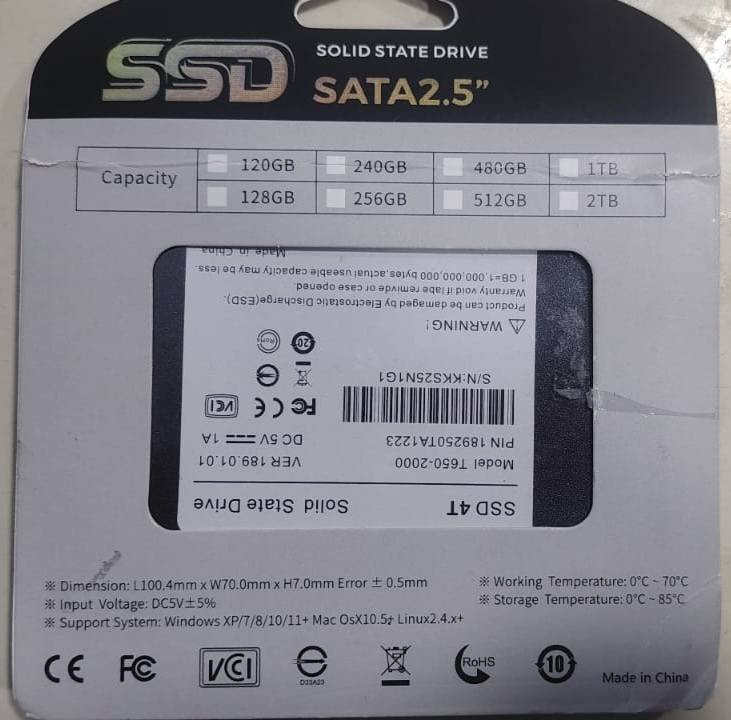 SSD
SOLID STATE DRIVE
SATA2.5”
Capacity
120GB 240GB 480GB 1TB
128GB 256GB 512GB 2TB
SSD 4T Solid State Drive
Model T650-2000 VER 189.01.01
PIN 189250TA1223 DC 5V 1A
FC CE VCI
S/N:KKS25N1G1
20 RoHS
WARNING!
Product can be damaged by Electrostatic Discharge(ESD).
Warranty void if labe remivde or case opened.
1 GB=1,000,000,000 bytes,actual useable capacity may be less.
Made in China
※ Dimension: L100.4mm x W70.0mm x H7.0mm Error ± 0.5mm
※ Input Voltage: DC5V±5%
※ Support System: Windows XP/7/8/10/11+ Mac OsX10.5+ Linux2.4.x+
※ Working Temperature: 0°C ~ 70°C
※ Storage Temperature: 0°C ~ 85°C
CE FC VCI D33A23 RoHS 10 Made in China